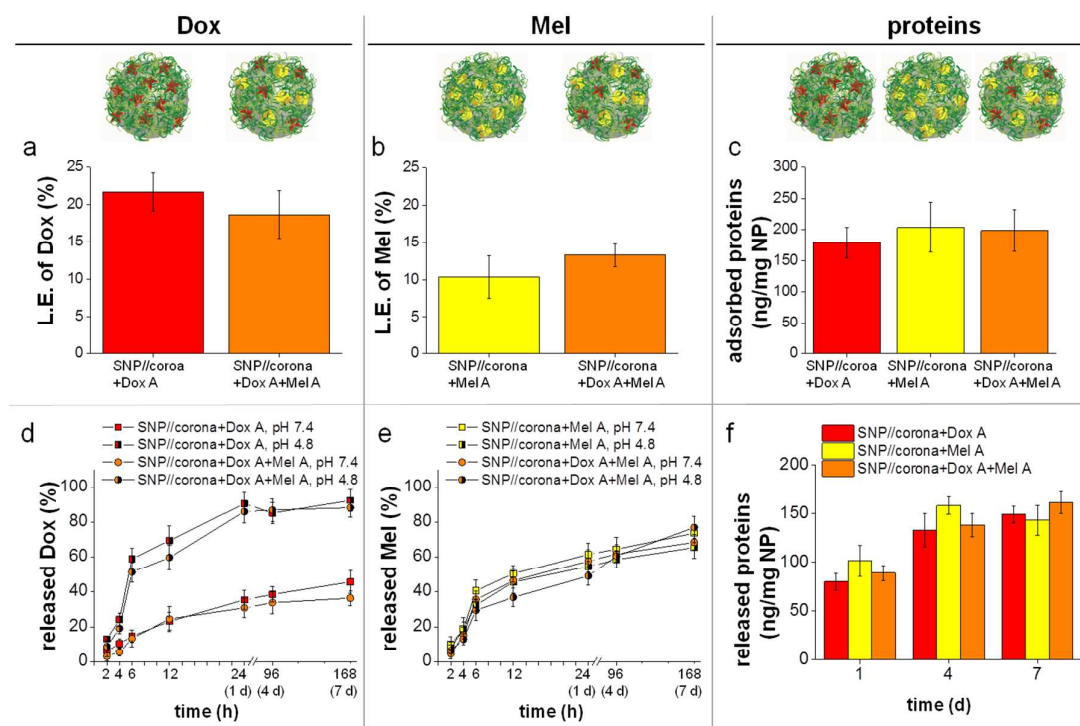 Dox
Mel
proteins
a
L.E. of Dox (%)
25
20
15
10
5
0
SNP//coroa
+Dox A
SNP//corona
+Dox A+Mel A
b
L.E. of Mel (%)
25
20
15
10
5
0
SNP//corona
+Mel A
SNP//corona
+Dox A+Mel A
c
adsorbed proteins
(ng/mg NP)
300
250
200
150
100
50
0
SNP//coroa
+Dox A
SNP//corona
+Mel A
SNP//corona
+Dox A+Mel A
d
SNP//corona+Dox A, pH 7.4
SNP//corona+Dox A, pH 4.8
SNP//corona+Dox A+Mel A, pH 7.4
SNP//corona+Dox A+Mel A, pH 4.8
released Dox (%)
100
80
60
40
20
0
2 4 6 12 24 96 168
(1 d) (4 d) (7 d)
time (h)
e
SNP//corona+Mel A, pH 7.4
SNP//corona+Mel A, pH 4.8
SNP//corona+Dox A+Mel A, pH 7.4
SNP//corona+Dox A+Mel A, pH 4.8
released Mel (%)
100
80
60
40
20
0
2 4 6 12 24 96 168
(1 d) (4 d) (7 d)
time (h)
f
SNP//corona+Dox A
SNP//corona+Mel A
SNP//corona+Dox A+Mel A
released proteins
(ng/mg NP)
200
150
100
50
0
1 4 7
time (d)